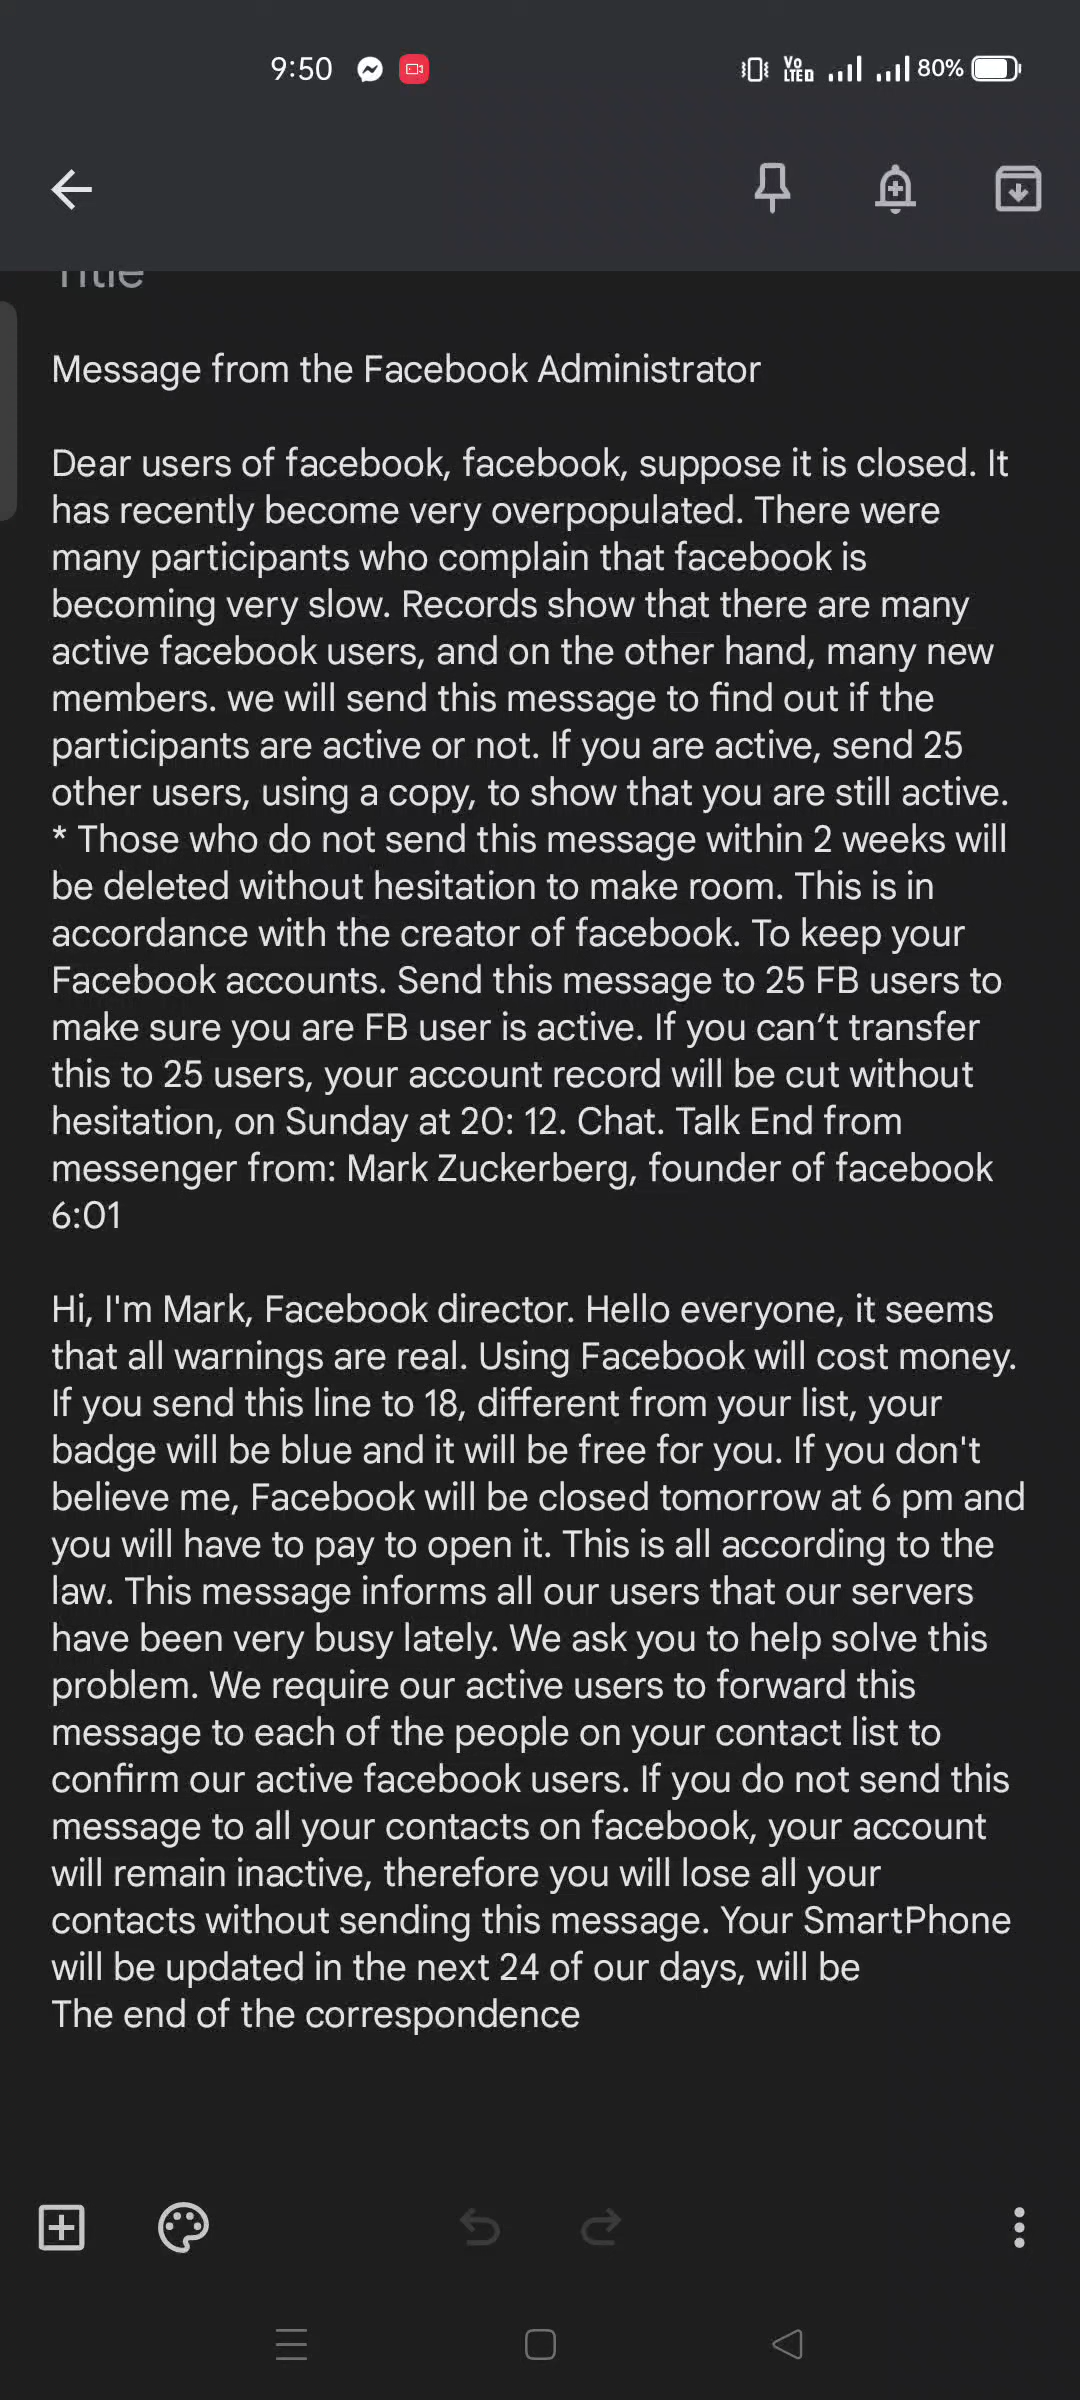 9:50
Vo
LTE D
80%
Title
Message from the Facebook Administrator
Dear users of facebook, facebook, suppose it is closed. It
has recently become very overpopulated. There were
many participants who complain that facebook is
becoming very slow. Records show that there are many
active facebook users, and on the other hand, many new
members. we will send this message to find out if the
participants are active or not. If you are active, send 25
other users, using a copy, to show that you are still active.
* Those who do not send this message within 2 weeks will
be deleted without hesitation to make room. This is in
accordance with the creator of facebook. To keep your
Facebook accounts. Send this message to 25 FB users to
make sure you are FB user is active. If you can’t transfer
this to 25 users, your account record will be cut without
hesitation, on Sunday at 20: 12. Chat. Talk End from
messenger from: Mark Zuckerberg, founder of facebook
6:01
Hi, I'm Mark, Facebook director. Hello everyone, it seems
that all warnings are real. Using Facebook will cost money.
If you send this line to 18, different from your list, your
badge will be blue and it will be free for you. If you don't
believe me, Facebook will be closed tomorrow at 6 pm and
you will have to pay to open it. This is all according to the
law. This message informs all our users that our servers
have been very busy lately. We ask you to help solve this
problem. We require our active users to forward this
message to each of the people on your contact list to
confirm our active facebook users. If you do not send this
message to all your contacts on facebook, your account
will remain inactive, therefore you will lose all your
contacts without sending this message. Your SmartPhone
will be updated in the next 24 of our days, will be
The end of the correspondence